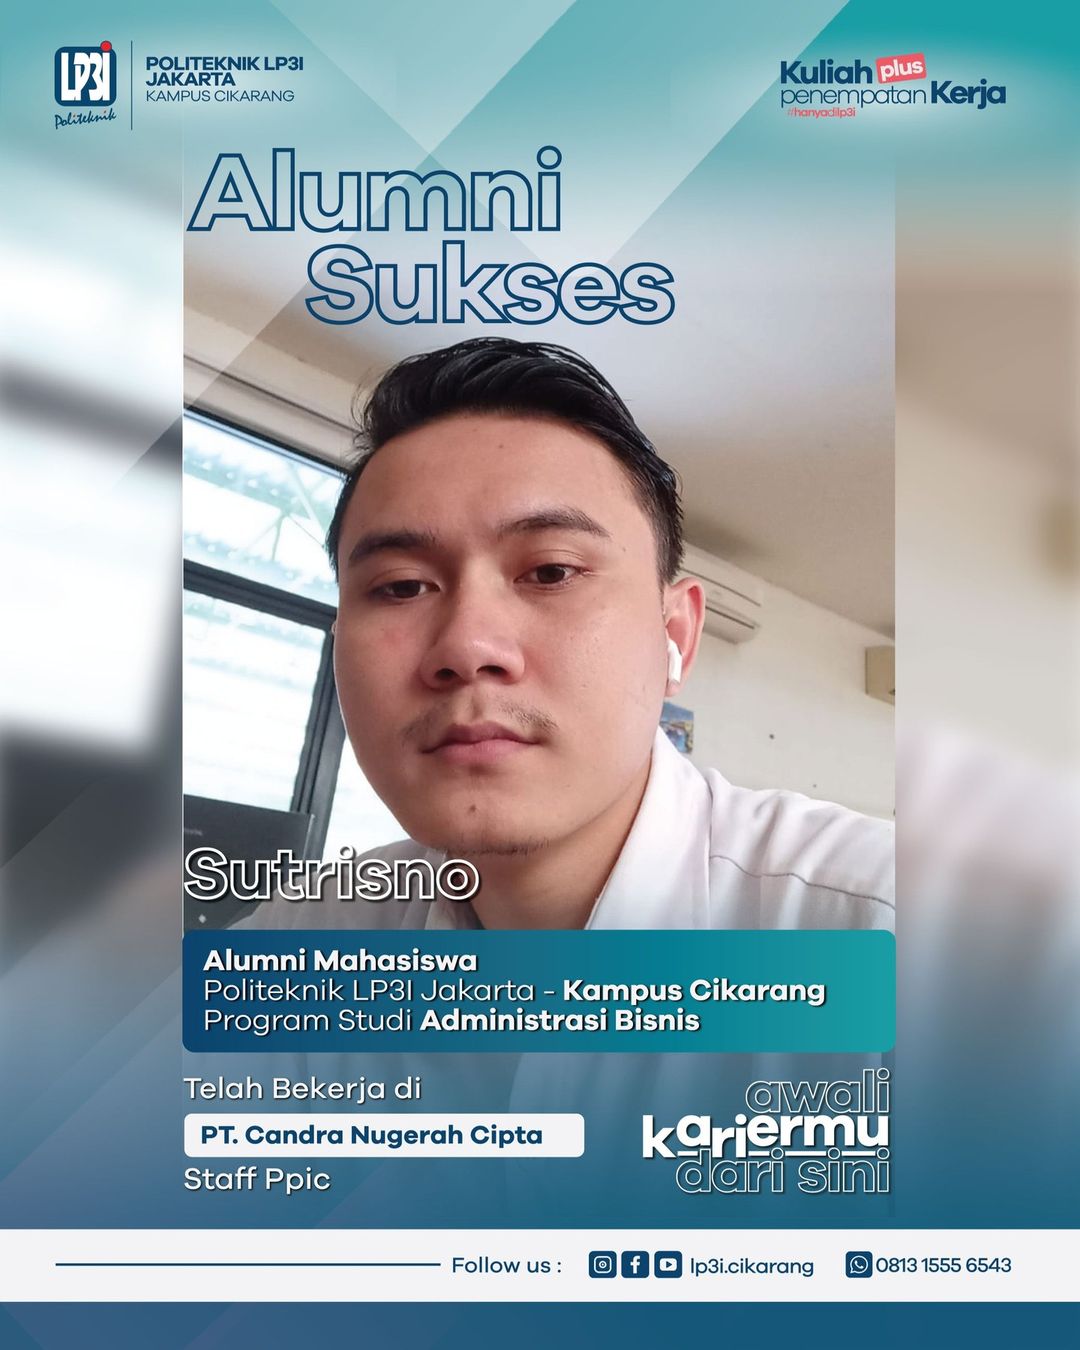 LP3I
Politeknik
POLITEKNIK LP3I
JAKARTA
KAMPUS CIKARANG
Kuliah plus
penempatan Kerja
#hanyadilp3i
Alumni
Sukses
Sutrisno
Alumni Mahasiswa
Politeknik LP3I Jakarta - Kampus Cikarang
Program Studi Administrasi Bisnis
Telah Bekerja di
PT. Candra Nugerah Cipta
Staff Ppic
awali
kariermu
dari sini
Follow us :
lp3i.cikarang
0813 1555 6543